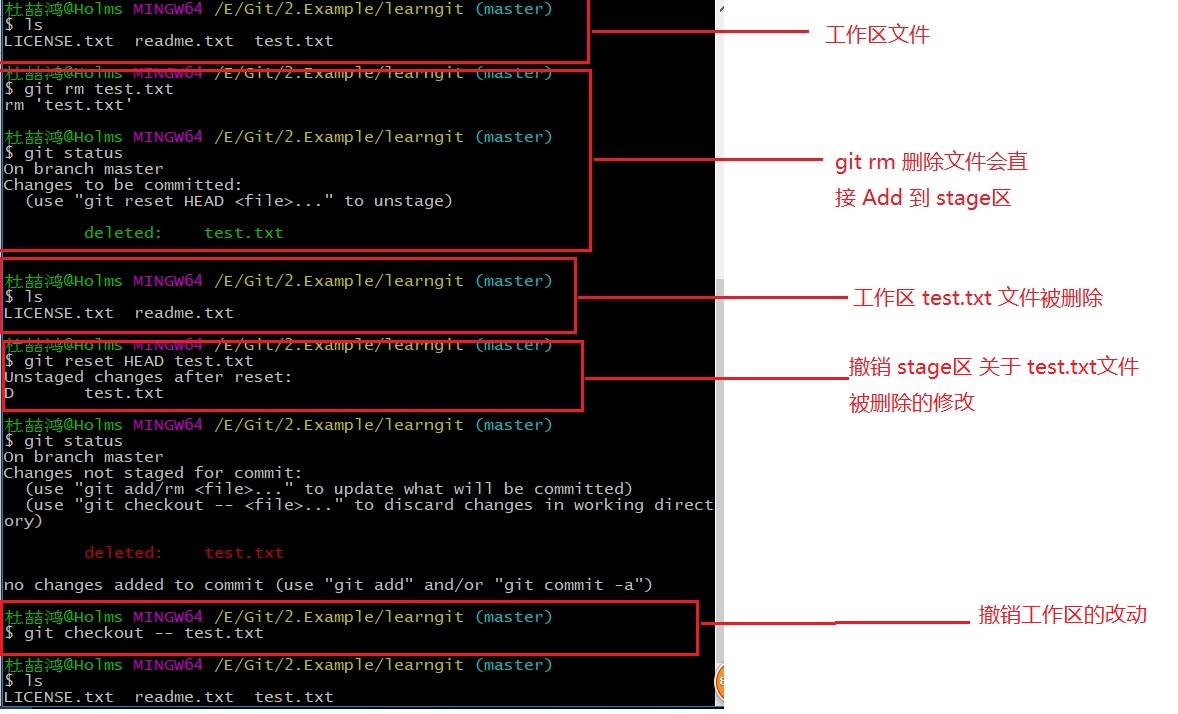 杜喆鸿@Holms MINGW64 /E/Git/2.Example/learngit (master)
$ ls
LICENSE.txt  readme.txt  test.txt
工作区文件
杜喆鸿@Holms MINGW64 /E/Git/2.Example/learngit (master)
$ git rm test.txt
rm 'test.txt'
杜喆鸿@Holms MINGW64 /E/Git/2.Example/learngit (master)
$ git status
On branch master
Changes to be committed:
  (use "git reset HEAD <file>..." to unstage)
        deleted:    test.txt
git rm 删除文件会直
接 Add 到 stage区
杜喆鸿@Holms MINGW64 /E/Git/2.Example/learngit (master)
$ ls
LICENSE.txt  readme.txt
工作区 test.txt 文件被删除
杜喆鸿@Holms MINGW64 /E/Git/2.Example/learngit (master)
$ git reset HEAD test.txt
Unstaged changes after reset:
D       test.txt
撤销 stage区 关于 test.txt文件
被删除的修改
杜喆鸿@Holms MINGW64 /E/Git/2.Example/learngit (master)
$ git status
On branch master
Changes not staged for commit:
  (use "git add/rm <file>..." to update what will be committed)
  (use "git checkout -- <file>..." to discard changes in working direct
ory)
        deleted:    test.txt
no changes added to commit (use "git add" and/or "git commit -a")
杜喆鸿@Holms MINGW64 /E/Git/2.Example/learngit (master)
$ git checkout -- test.txt
撤销工作区的改动
杜喆鸿@Holms MINGW64 /E/Git/2.Example/learngit (master)
$ ls
LICENSE.txt  readme.txt  test.txt